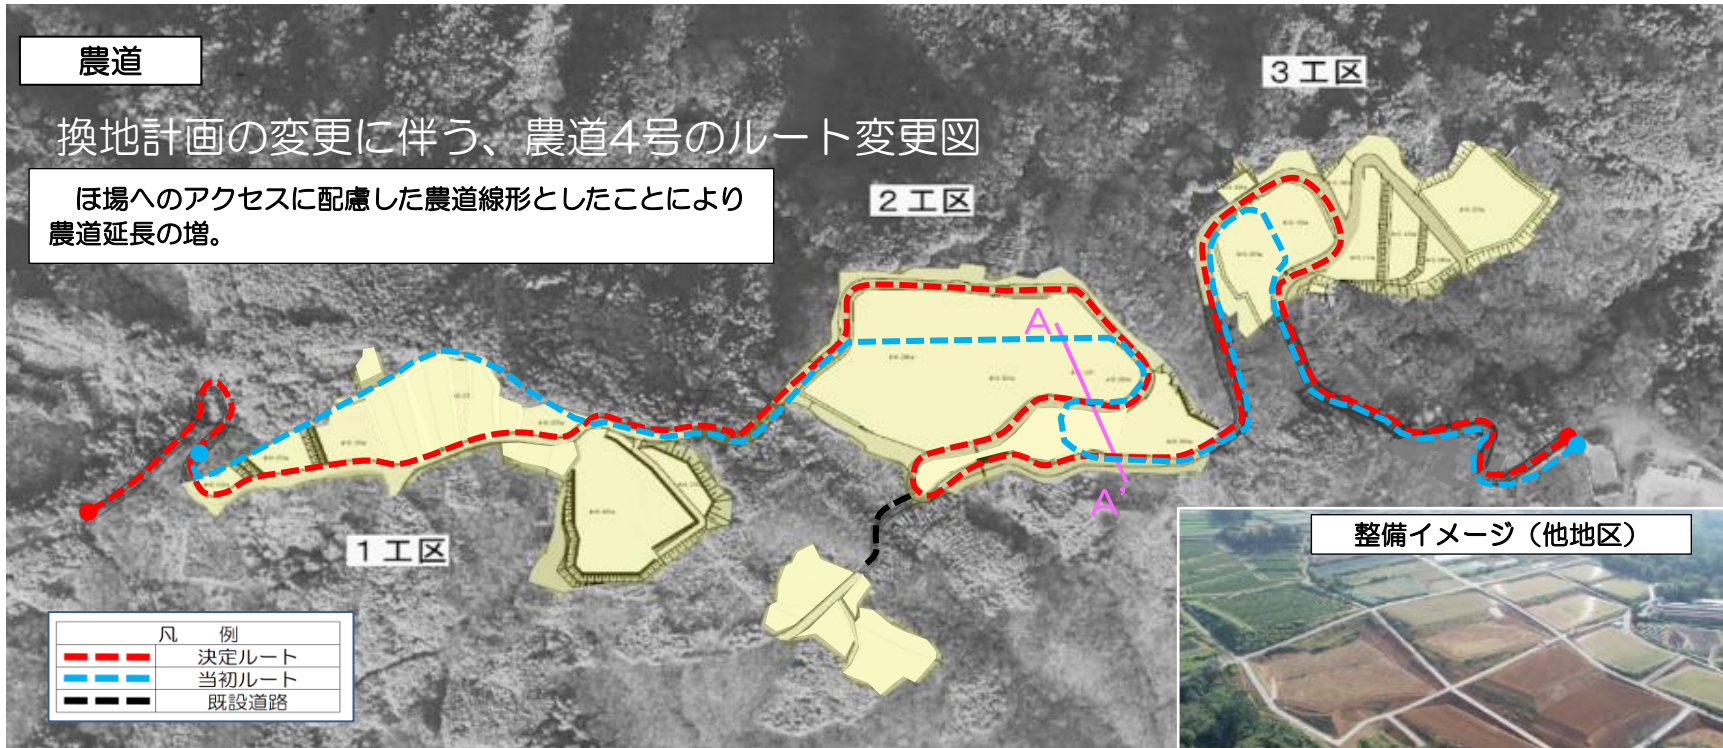 農道
換地計画の変更に伴う、農道4号のルート変更図
ほ場へのアクセスに配慮した農道線形としたことにより
農道延長の増。
3工区
2工区
A
A'
1工区
整備イメージ（他地区）
凡 例
決定ルート
当初ルート
既設道路